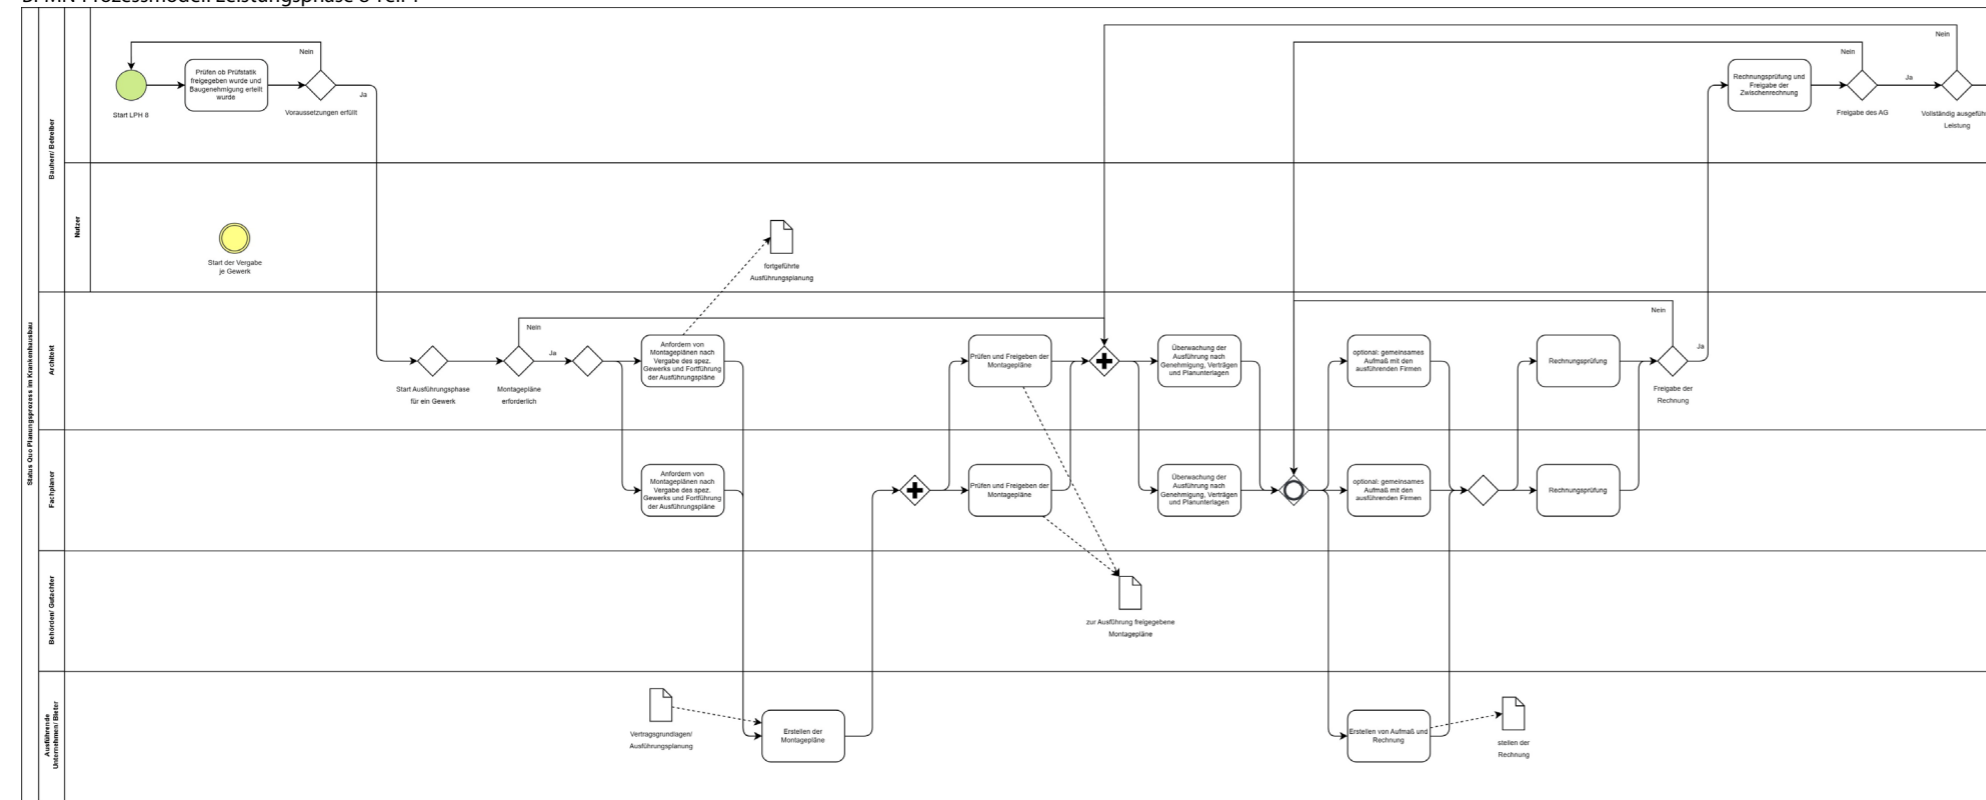 BPMN-Prozessmodell Leistungsphase 8 Teil 1
Status Quo Planungsprozess im Krankenhausbau
Bauherr/ Betreiber
Nein
Prüfen ob Prüfstatik
freigegeben wurde und
Baugenehmigung erteilt
wurde
Ja
Start LPH 8
Voraussetzungen erfüllt
Nein
Nein
Rechnungsprüfung und
Freigabe der
Zwischenrechnung
Ja
Freigabe des AG
Vollständig ausgeführ
Leistung
Nutzer
Start der Vergabe
je Gewerk
fortgeführte
Ausführungsplanung
Architekt
Nein
Ja
Start Ausführungsphase
für ein Gewerk
Montagepläne
erforderlich
Anfordern von
Montageplänen nach
Vergabe des spez.
Gewerks und Fortführung
der Ausführungspläne
Prüfen und Freigeben der
Montagepläne
Überwachung der
Ausführung nach
Genehmigung, Verträgen
und Planunterlagen
optional: gemeinsames
Aufmaß mit den
ausführenden Firmen
Rechnungsprüfung
Nein
Ja
Freigabe der
Rechnung
Fachplaner
Anfordern von
Montageplänen nach
Vergabe des spez.
Gewerks und Fortführung
der Ausführungspläne
Prüfen und Freigeben der
Montagepläne
Überwachung der
Ausführung nach
Genehmigung, Verträgen
und Planunterlagen
optional: gemeinsames
Aufmaß mit den
ausführenden Firmen
Rechnungsprüfung
Behörden/ Gutachter
zur Ausführung freigegebene
Montagepläne
Ausführende
Unternehmen/ Bieter
Vertragsgrundlagen/
Ausführungsplanung
Erstellen der
Montagepläne
Erstellen von Aufmaß und
Rechnung
stellen der
Rechnung